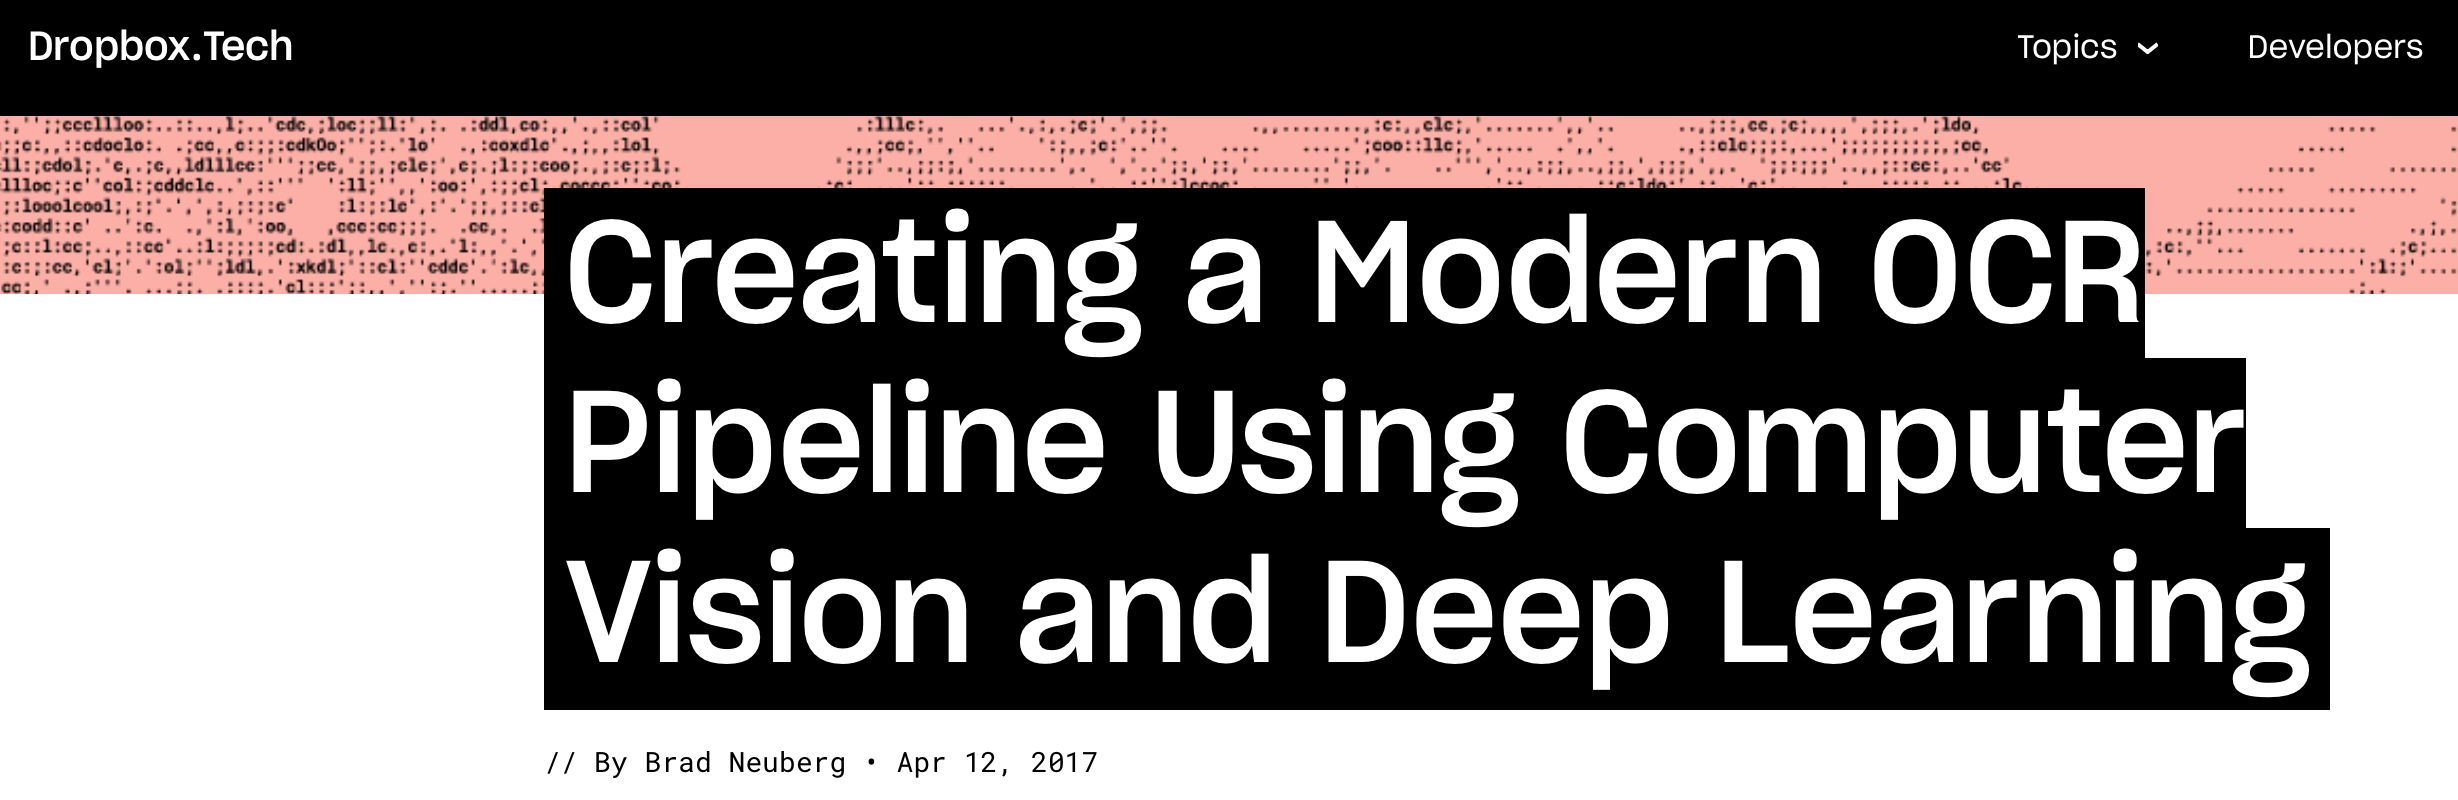 Dropbox.Tech
Topics
Developers
Creating a Modern OCR
Pipeline Using Computer
Vision and Deep Learning
// By Brad Neuberg • Apr 12, 2017